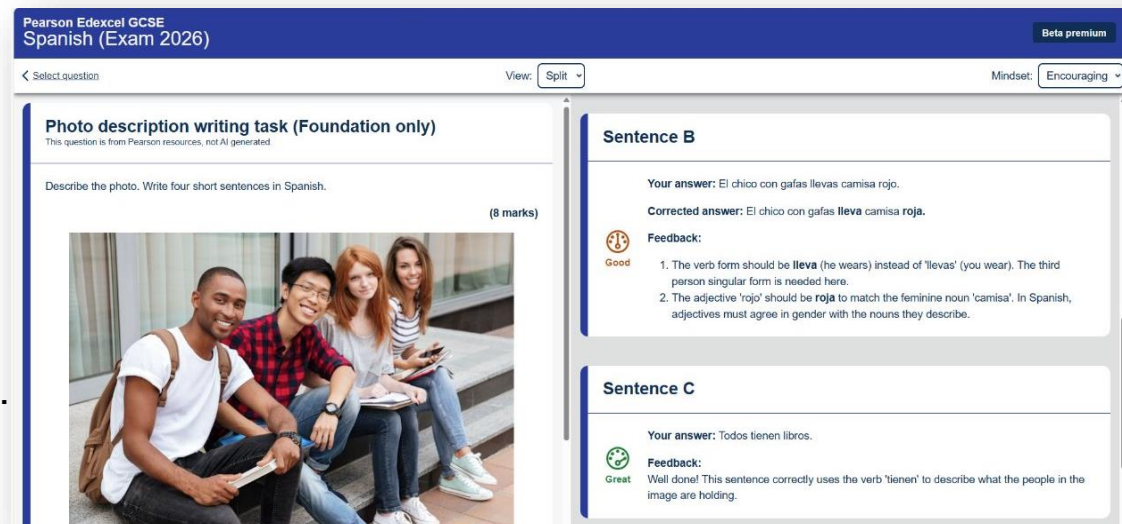 Pearson Edexcel GCSE
Spanish (Exam 2026)
Beta premium
Select question
View: Split
Mindset: Encouraging
Photo description writing task (Foundation only)
This question is from Pearson resources, not AI generated
Describe the photo. Write four short sentences in Spanish.
(8 marks)
Sentence B
Your answer: El chico con gafas llevas camisa rojo.
Corrected answer: El chico con gafas lleva camisa roja.
Good
Feedback:
1. The verb form should be lleva (he wears) instead of 'llevas' (you wear). The third
person singular form is needed here.
2. The adjective 'rojo' should be roja to match the feminine noun 'camisa'. In Spanish,
adjectives must agree in gender with the nouns they describe.
Sentence C
Your answer: Todos tienen libros.
Great
Feedback:
Well done! This sentence correctly uses the verb 'tienen' to describe what the people in the
image are holding.